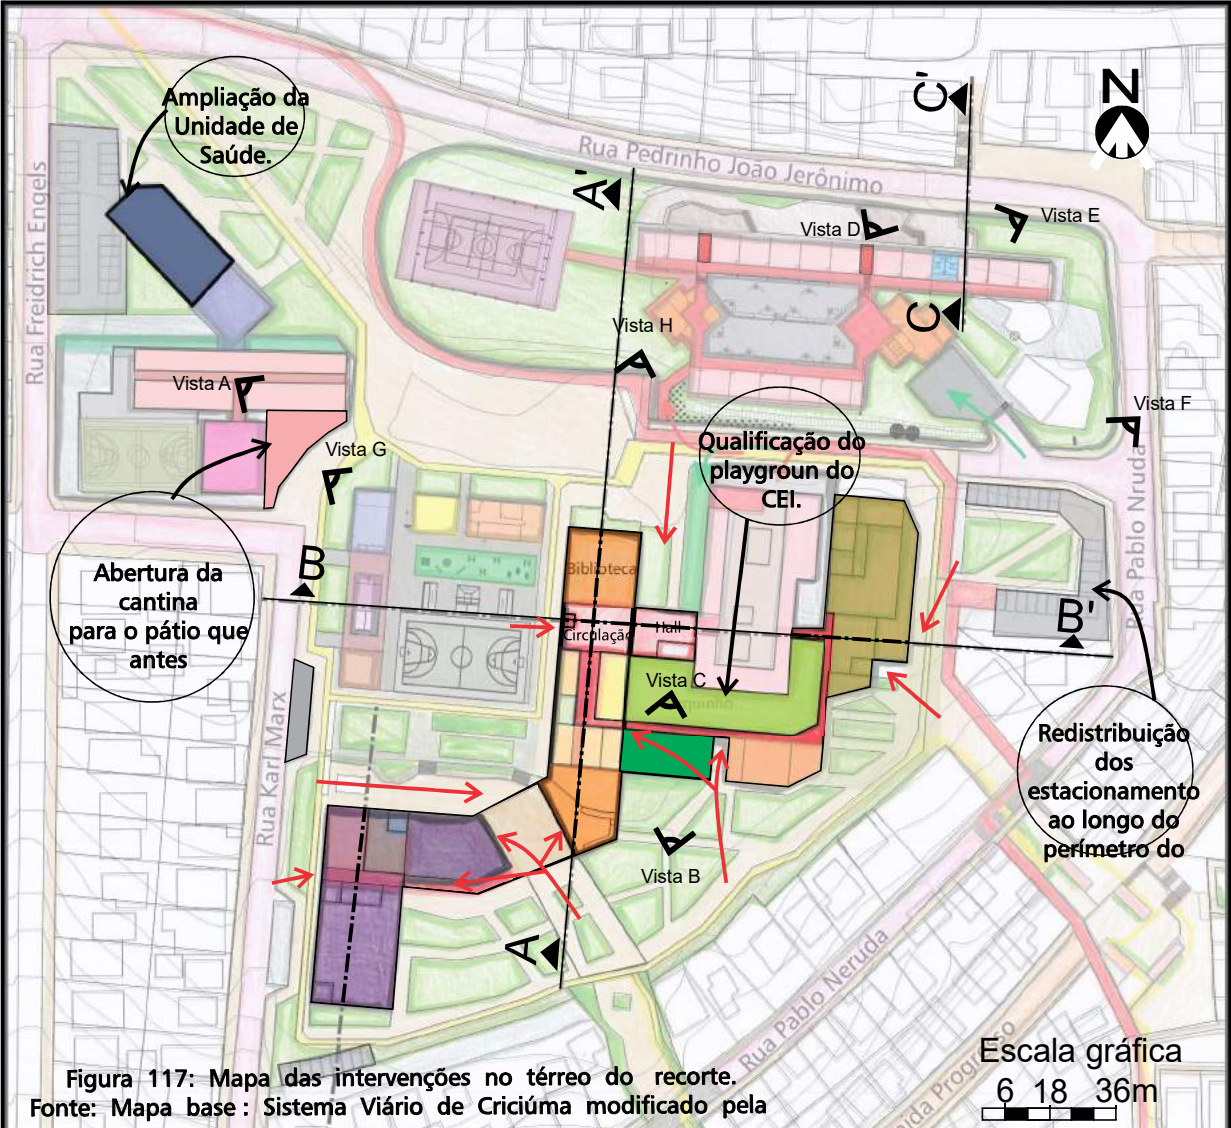 Ampliação da
Unidade de
Saúde.
Rua Pedrinho João Jerônimo
C'
N
A'
Vista D
Vista E
Rua Freidrich Engels
Vista H
C
Vista A
Vista G
Vista F
Qualificação do
playgroun do
CEI.
Rua Pablo Nruda
Abertura da
cantina
para o pátio que
antes
B
Biblioteca
Circulação
Hall
B'
Vista C
Redistribuição
dos
estacionamento
ao longo do
perímetro do
Rua Karl Marx
Vista B
A
Rua Pablo Neruda
Escala gráfica
6 18 36m
Figura 117: Mapa das intervenções no térreo do recorte.
Fonte: Mapa base : Sistema Viário de Criciúma modificado pela